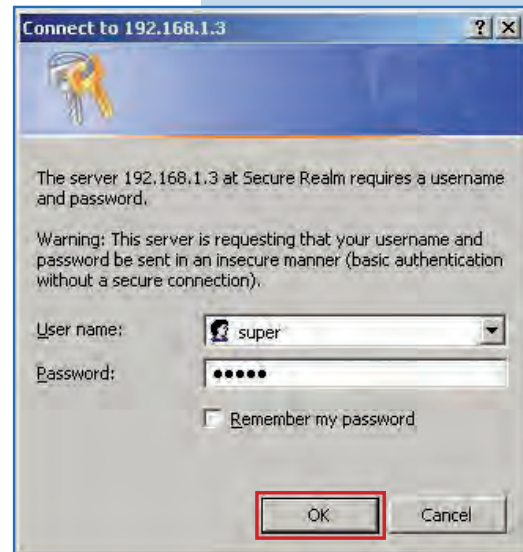 Connect to 192.168.1.3
The server 192.168.1.3 at Secure Realm requires a username
and password.
Warning: This server is requesting that your username and
password be sent in an insecure manner (basic authentication
without a secure connection).
User name:
super
Password:
●●●●●
Remember my password
OK
Cancel